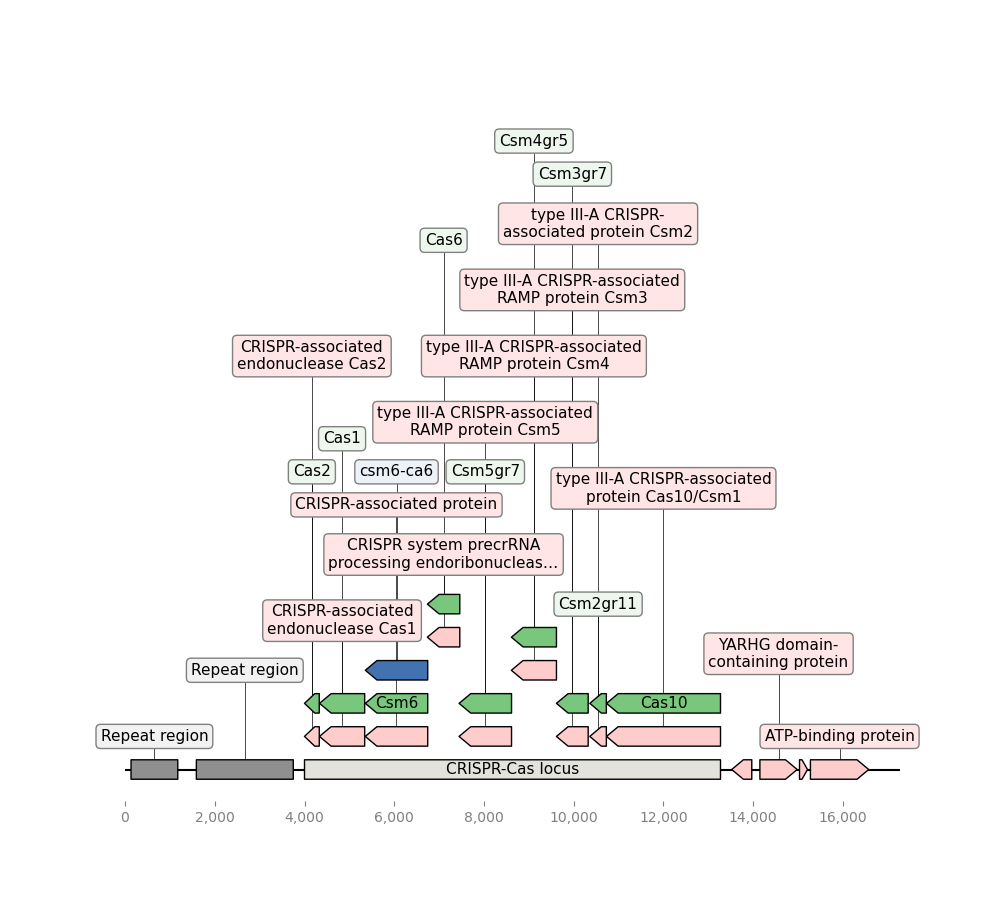 Csm4gr5
Csm3gr7
type III-A CRISPR-
associated protein Csm2
Cas6
type III-A CRISPR-associated
RAMP protein Csm3
CRISPR-associated
endonuclease Cas2
type III-A CRISPR-associated
RAMP protein Csm4
type III-A CRISPR-associated
RAMP protein Csm5
Cas1
Cas2
csm6-ca6
Csm5gr7
type III-A CRISPR-associated
protein Cas10/Csm1
CRISPR-associated protein
CRISPR system precrRNA
processing endoribonucleas…
Csm2gr11
CRISPR-associated
endonuclease Cas1
YARHG domain-
containing protein
Repeat region
Csm6
Cas10
Repeat region
ATP-binding protein
CRISPR-Cas locus
0
2,000
4,000
6,000
8,000
10,000
12,000
14,000
16,000